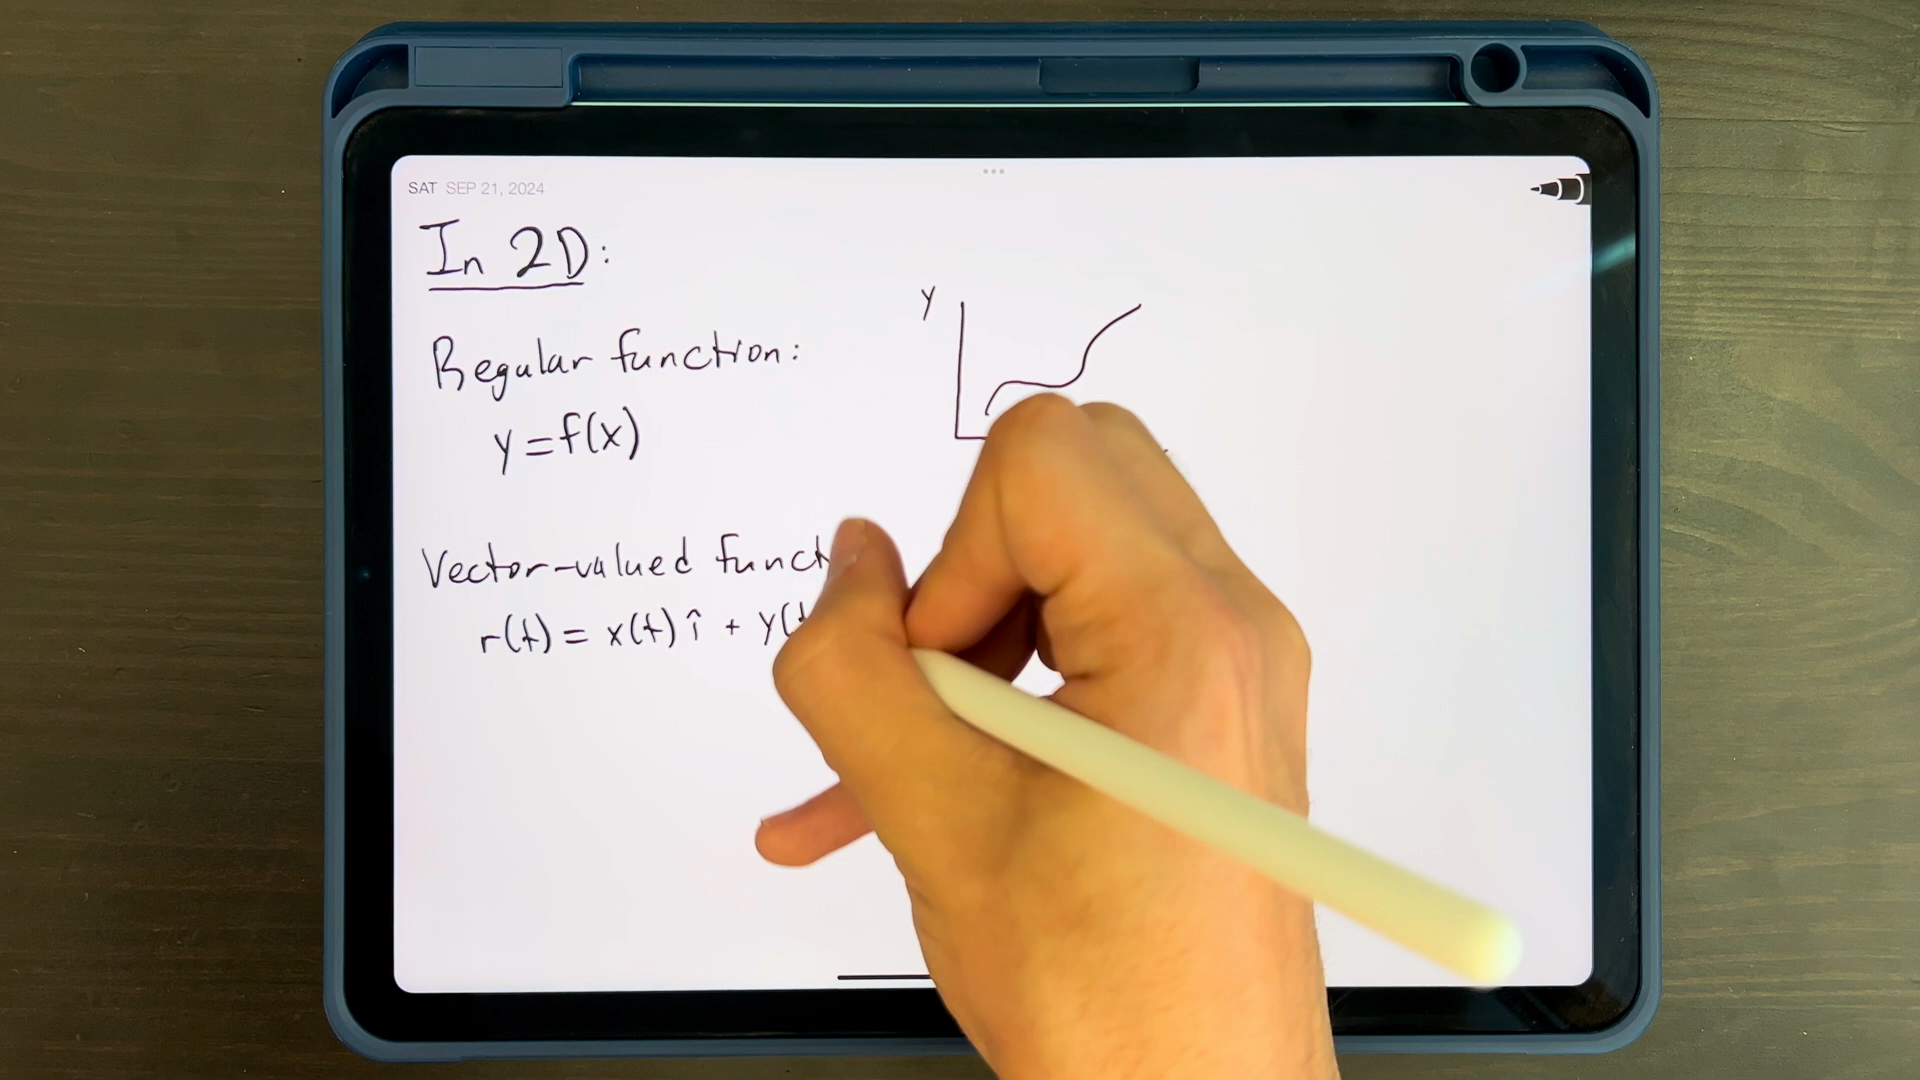 SAT SEP 21, 2024
In 2D:
y
Regular function:
y = f(x)
Vector-valued funct
r(t) = x(t) î + y(t